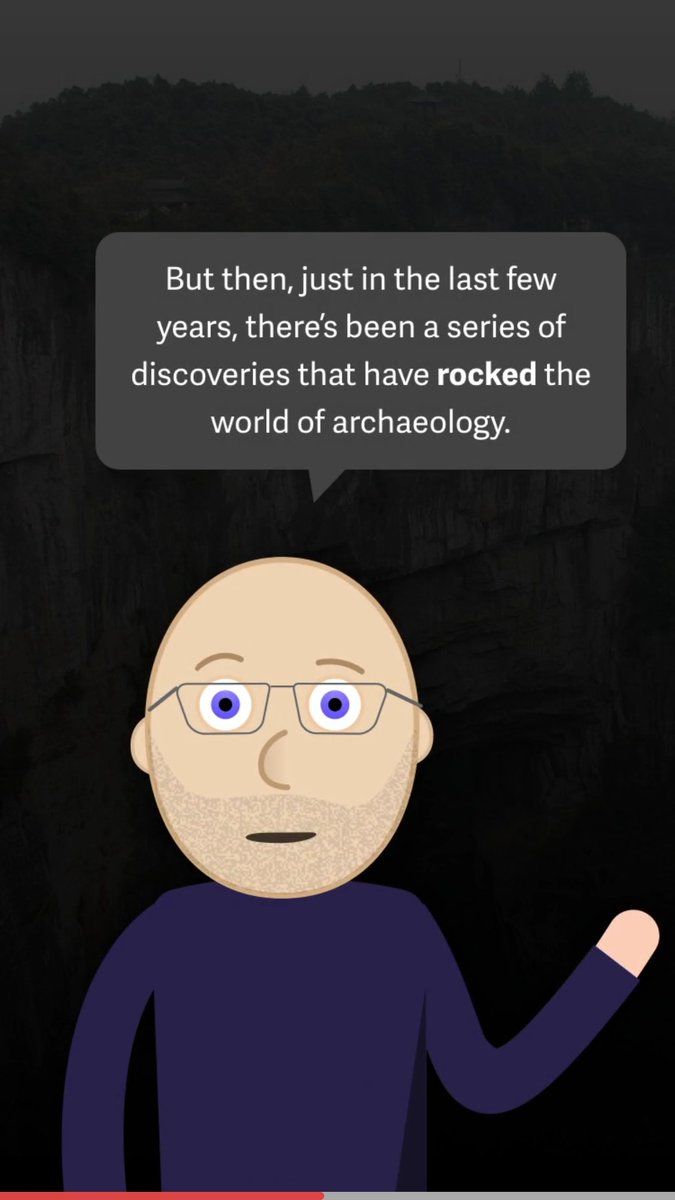 But then, just in the last few
years, there’s been a series of
discoveries that have rocked the
world of archaeology.